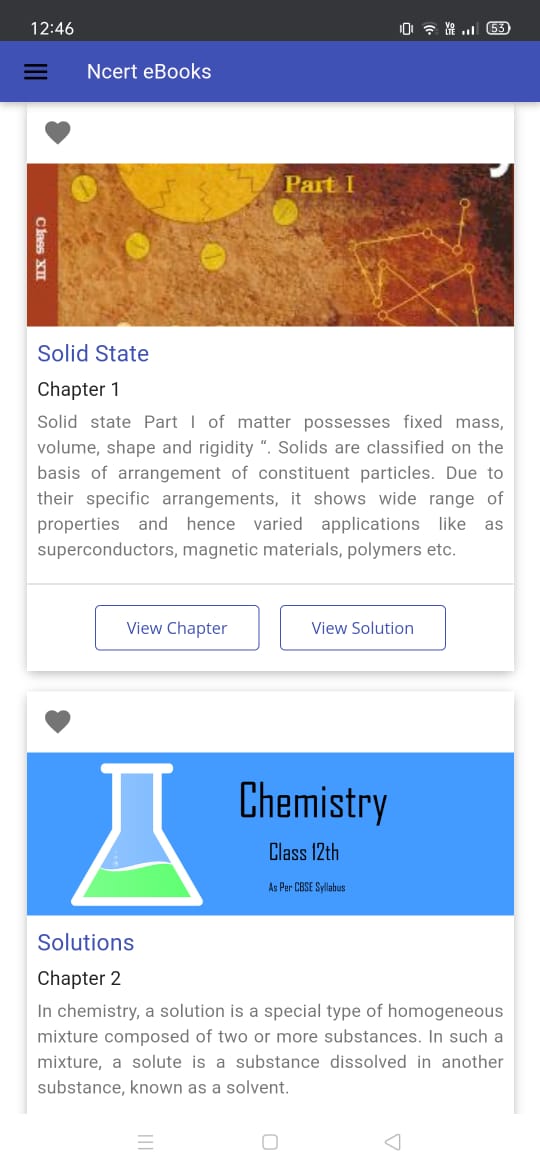 12:46
Vo
LTE
53
Ncert eBooks
Part I
Class XII
Solid State
Chapter 1
Solid state Part I of matter possesses fixed mass,
volume, shape and rigidity “. Solids are classified on the
basis of arrangement of constituent particles. Due to
their specific arrangements, it shows wide range of
properties and hence varied applications like as
superconductors, magnetic materials, polymers etc.
View Chapter
View Solution
Chemistry
Class 12th
As Per CBSE Syllabus
Solutions
Chapter 2
In chemistry, a solution is a special type of homogeneous
mixture composed of two or more substances. In such a
mixture, a solute is a substance dissolved in another
substance, known as a solvent.